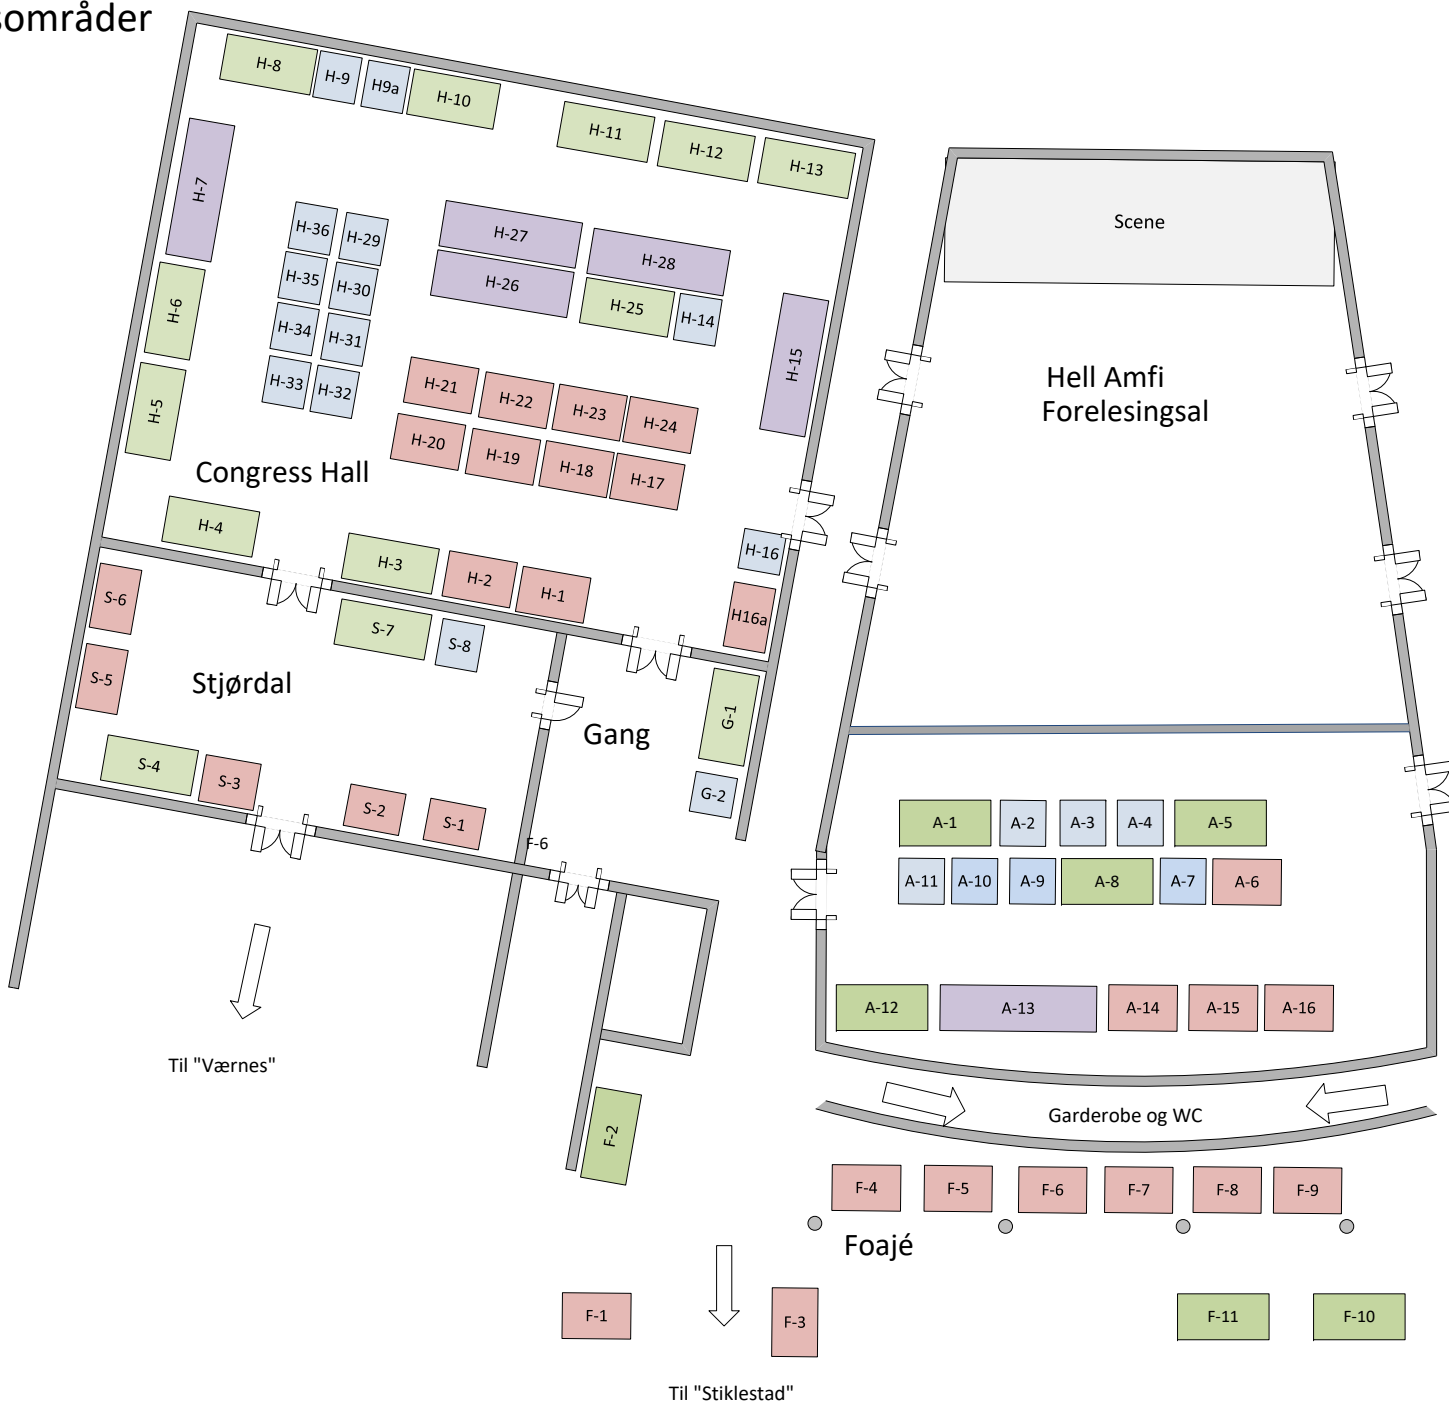 sområder
H-8
H-9
H9a
H-10
H-11
H-12
H-13
H-7
H-36
H-29
H-27
H-28
H-35
H-30
H-26
H-25
H-14
H-6
H-34
H-31
H-15
H-33
H-32
H-21
H-22
H-23
H-24
H-5
H-20
H-19
H-18
H-17
Congress Hall
H-4
H-3
H-2
H-1
H-16
H16a
S-6
S-7
S-8
S-5
Stjørdal
Gang
G-1
S-4
S-3
S-2
S-1
G-2
F-6
Til "Værnes"
F-2
Scene
Hell Amfi
Forelesingsal
A-1
A-2
A-3
A-4
A-5
A-11
A-10
A-9
A-8
A-7
A-6
A-12
A-13
A-14
A-15
A-16
Garderobe og WC
F-4
F-5
F-6
F-7
F-8
F-9
Foajé
F-1
F-3
F-11
F-10
Til "Stiklestad"